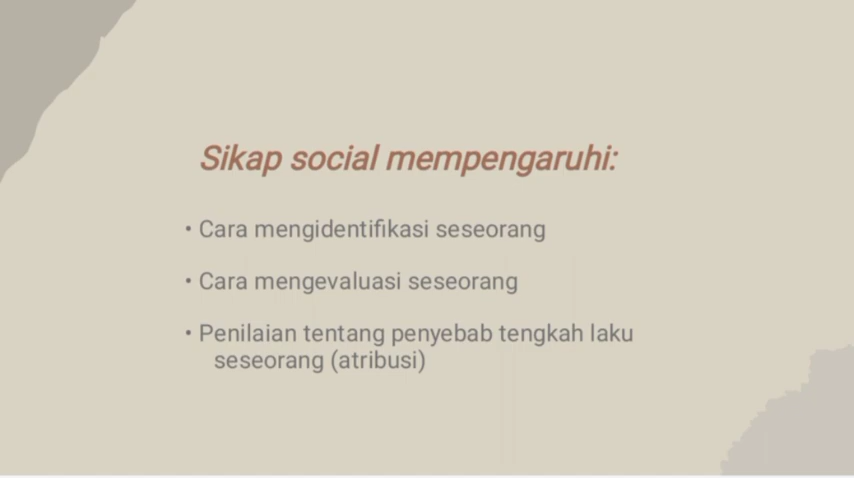 Sikap social mempengaruhi:
• Cara mengidentifikasi seseorang
• Cara mengevaluasi seseorang
• Penilaian tentang penyebab tengkah laku
seseorang (atribusi)